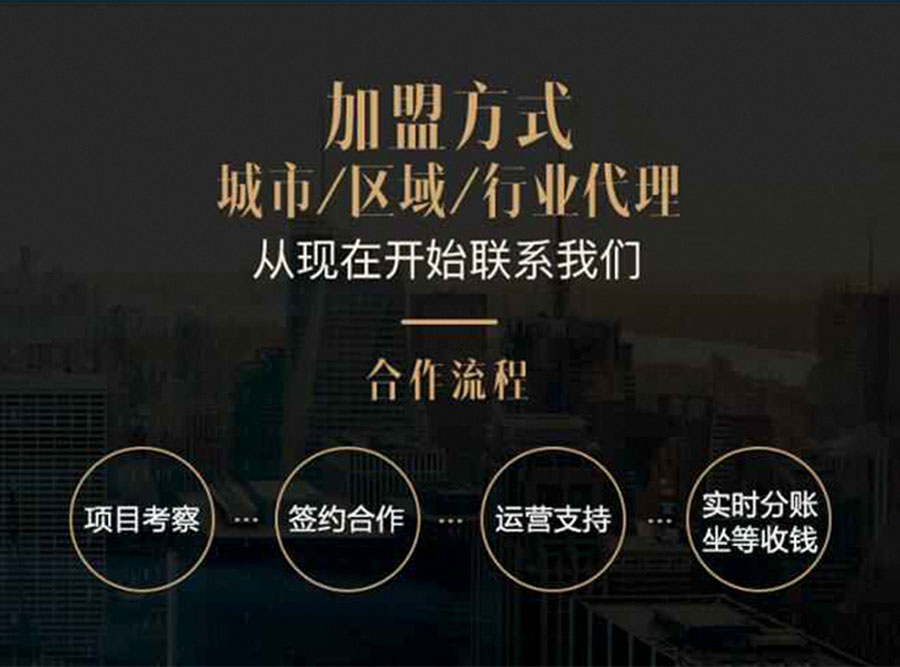 加盟方式
城市/区域/行业代理
从现在开始联系我们
合作流程
项目考察 ··· 签约合作 ··· 运营支持 ··· 实时分账
坐等收钱